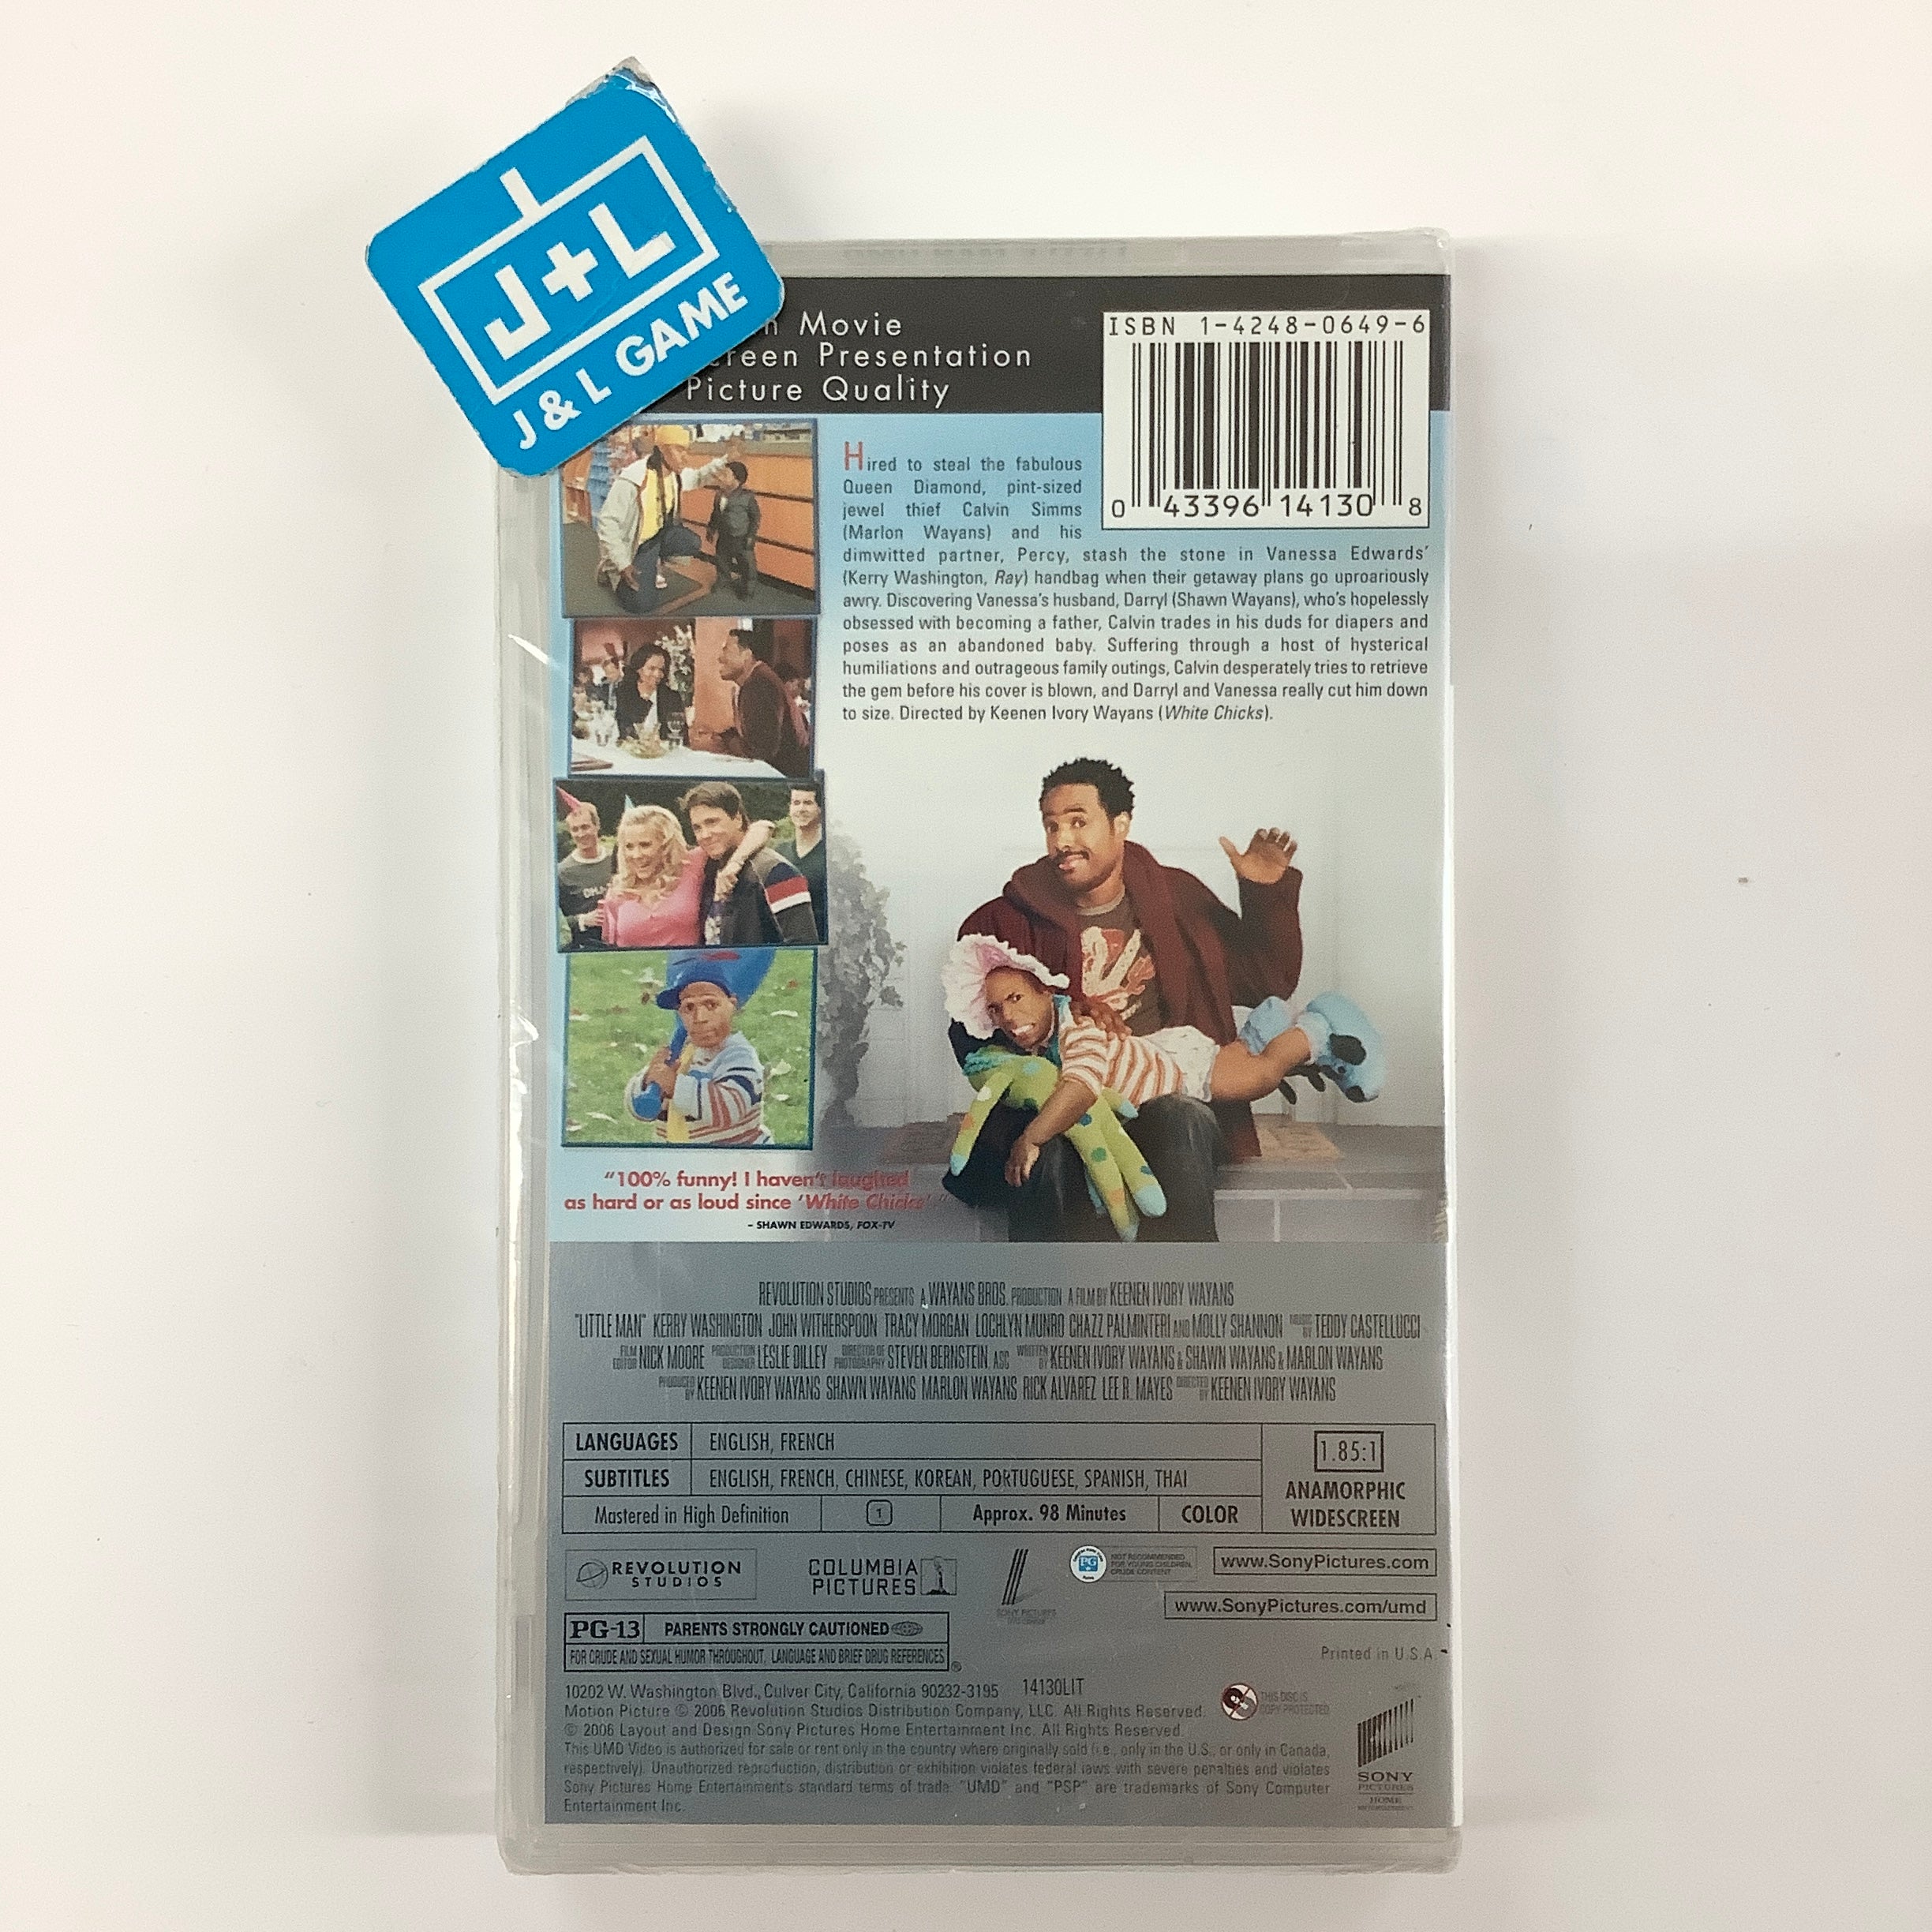 J+L
J & L GAME
Movie
Presentation
Picture Quality
ISBN 1-4248-0649-6
0 43396 14130 8
Hired to steal the fabulous
Queen Diamond, pint-sized
jewel thief Calvin Simms
(Marlon Wayans) and his
dimwitted partner, Percy, stash the stone in Vanessa Edwards'
(Kerry Washington, Ray) handbag when their getaway plans go uproariously
awry. Discovering Vanessa's husband, Darryl (Shawn Wayans), who's hopelessly
obsessed with becoming a father, Calvin trades in his duds for diapers and
poses as an abandoned baby. Suffering through a host of hysterical
humiliations and outrageous family outings, Calvin desperately tries to retrieve
the gem before his cover is blown, and Darryl and Vanessa really cut him down
to size. Directed by Keenen Ivory Wayans (White Chicks).
"100% funny! I haven't laughed
as hard or as loud since 'White Chicks'"
– SHAWN EDWARDS, FOX-TV
REVOLUTION STUDIOS PRESENTS A WAYANS BROS. PRODUCTION A FILM BY KEENEN IVORY WAYANS
"LITTLE MAN" KERRY WASHINGTON JOHN WITHERSPOON TRACY MORGAN LOCHLYN MUNRO CHAZZ PALMINTERI AND MOLLY SHANNON MUSIC BY TEDDY CASTELLUCCI
FILM EDITOR NICK MOORE PRODUCTION DESIGNER LESLIE DILLEY DIRECTOR OF PHOTOGRAPHY STEVEN BERNSTEIN, ASC WRITTEN BY KEENEN IVORY WAYANS & SHAWN WAYANS & MARLON WAYANS
PRODUCED BY KEENEN IVORY WAYANS SHAWN WAYANS MARLON WAYANS RICK ALVAREZ LEE R. MAYES DIRECTED BY KEENEN IVORY WAYANS
LANGUAGES ENGLISH, FRENCH
SUBTITLES ENGLISH, FRENCH, CHINESE, KOREAN, PORTUGUESE, SPANISH, THAI
Mastered in High Definition 1 Approx. 98 Minutes COLOR
1.85:1
ANAMORPHIC
WIDESCREEN
REVOLUTION
STUDIOS
COLUMBIA
PICTURES
SONY PICTURES
PG
NOT RECOMMENDED
FOR YOUNG CHILDREN,
CRUDE CONTENT
www.SonyPictures.com
www.SonyPictures.com/umd
PG-13 PARENTS STRONGLY CAUTIONED
FOR CRUDE AND SEXUAL HUMOR THROUGHOUT, LANGUAGE AND BRIEF DRUG REFERENCES ®
Printed in U.S.A.
10202 W. Washington Blvd., Culver City, California 90232-3195 14130LIT
Motion Picture © 2006 Revolution Studios Distribution Company, LLC. All Rights Reserved.
© 2006 Layout and Design Sony Pictures Home Entertainment Inc. All Rights Reserved.
This UMD Video is authorized for sale or rent only in the country where originally sold (i.e., only in the U.S., or only in Canada,
respectively). Unauthorized reproduction, distribution or exhibition violates federal laws with severe penalties and violates
Sony Pictures Home Entertainment's standard terms of trade. "UMD" and "PSP" are trademarks of Sony Computer
Entertainment Inc.
THIS DISC IS
COPY PROTECTED
SONY
PICTURES
HOME
ENTERTAINMENT